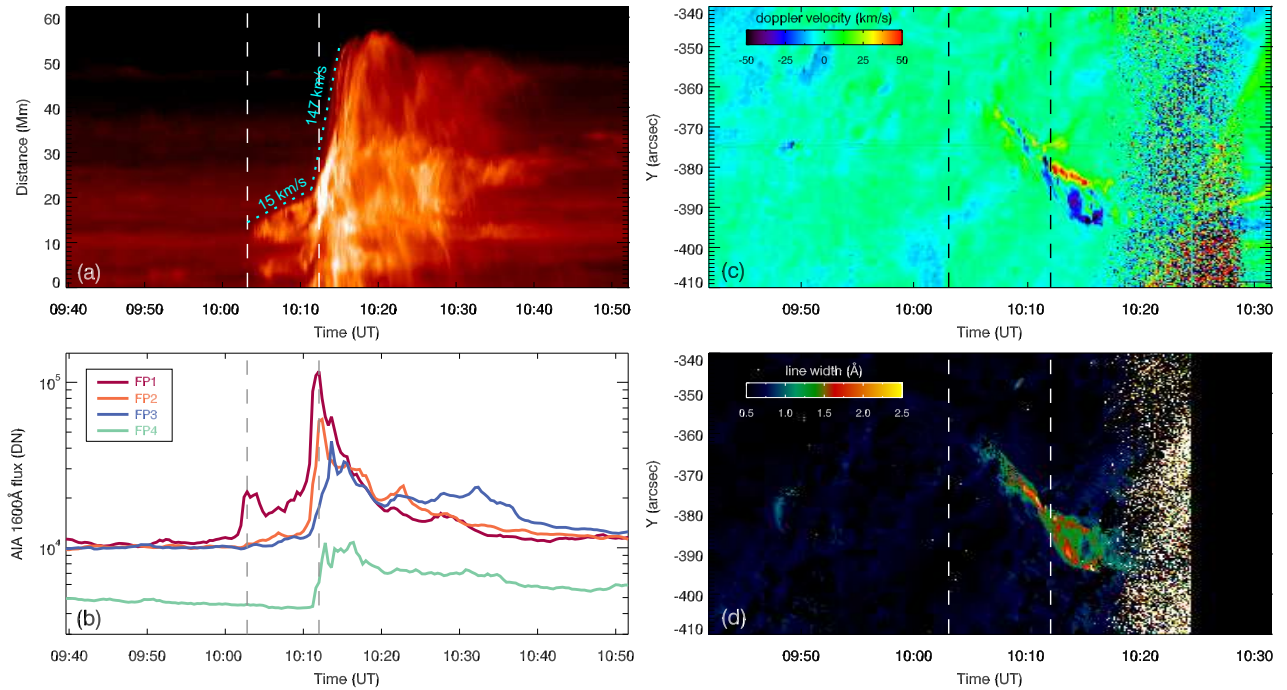 60
50
40
30
20
10
0
Distance (Mm)
147 km/s
15 km/s
(a)
09:40 09:50 10:00 10:10 10:20 10:30 10:40 10:50
Time (UT)
-340
-350
-360
-370
-380
-390
-400
-410
Y (arcsec)
doppler velocity (km/s)
-50 -25 0 25 50
(c)
09:50 10:00 10:10 10:20 10:30
Time (UT)
10⁵
10⁴
AIA 1600Å flux (DN)
FP1
FP2
FP3
FP4
(b)
09:40 09:50 10:00 10:10 10:20 10:30 10:40 10:50
Time (UT)
-340
-350
-360
-370
-380
-390
-400
-410
Y (arcsec)
line width (Å)
0.5 1.0 1.5 2.0 2.5
(d)
09:50 10:00 10:10 10:20 10:30
Time (UT)